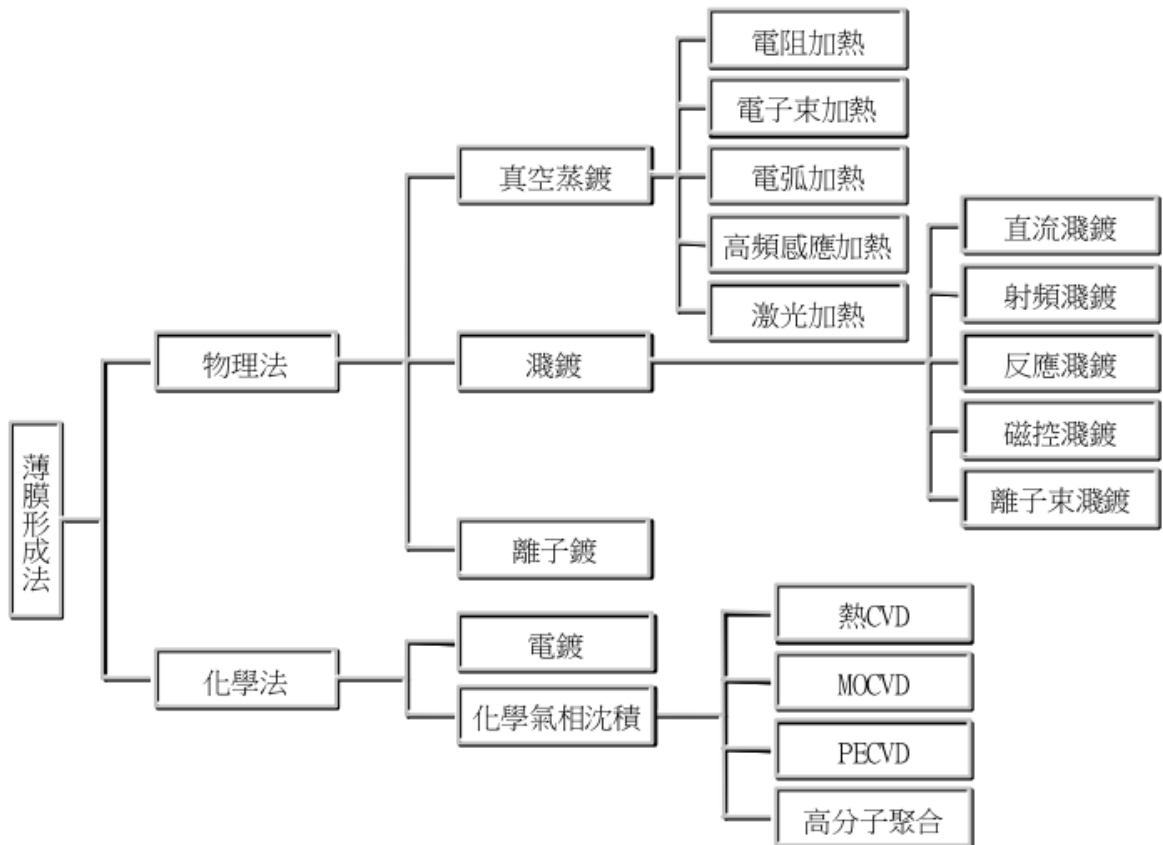 薄膜形成法
物理法
真空蒸鍍
電阻加熱
電子束加熱
電弧加熱
高頻感應加熱
激光加熱
濺鍍
直流濺鍍
射頻濺鍍
反應濺鍍
磁控濺鍍
離子束濺鍍
離子鍍
化學法
電鍍
化學氣相沈積
熱CVD
MOCVD
PECVD
高分子聚合